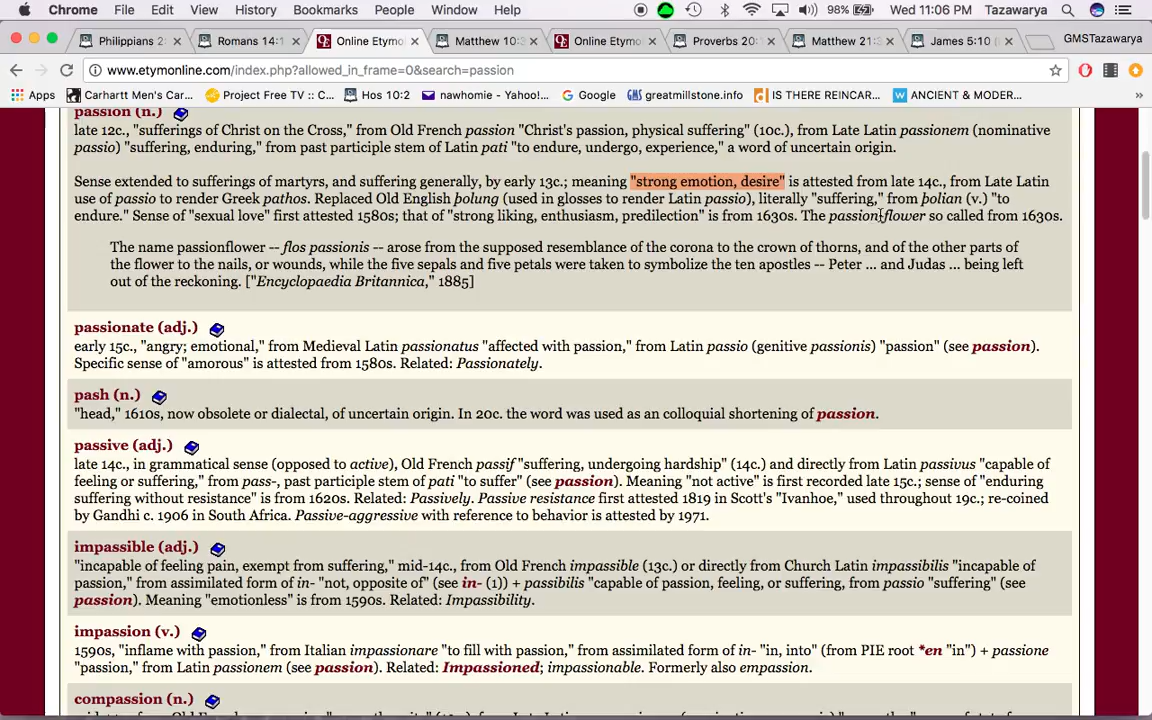 Chrome File Edit View History Bookmarks People Window Help 98% Wed 11:06 PM Tazawarya
Philippians 2: Romans 14:1 Online Etymo Matthew 10:3 Online Etymo Proverbs 20: Matthew 21:3 James 5:10 ( GMSTazawarya
www.etymonline.com/index.php?allowed_in_frame=0&search=passion
Apps Carhartt Men's Car... Project Free TV :: C... Hos 10:2 nawhomie - Yahoo!... Google greatmillstone.info IS THERE REINCAR... ANCIENT & MODER... »
passion (n.)
late 12c., "sufferings of Christ on the Cross," from Old French passion "Christ's passion, physical suffering" (10c.), from Late Latin passionem (nominative
passio) "suffering, enduring," from past participle stem of Latin pati "to endure, undergo, experience," a word of uncertain origin.
Sense extended to sufferings of martyrs, and suffering generally, by early 13c.; meaning "strong emotion, desire" is attested from late 14c., from Late Latin
use of passio to render Greek pathos. Replaced Old English þolung (used in glosses to render Latin passio), literally "suffering," from þolian (v.) "to
endure." Sense of "sexual love" first attested 1580s; that of "strong liking, enthusiasm, predilection" is from 1630s. The passion-flower so called from 1630s.
The name passionflower -- flos passionis -- arose from the supposed resemblance of the corona to the crown of thorns, and of the other parts of
the flower to the nails, or wounds, while the five sepals and five petals were taken to symbolize the ten apostles -- Peter ... and Judas ... being left
out of the reckoning. ["Encyclopaedia Britannica," 1885]
passionate (adj.)
early 15c., "angry; emotional," from Medieval Latin passionatus "affected with passion," from Latin passio (genitive passionis) "passion" (see passion).
Specific sense of "amorous" is attested from 1580s. Related: Passionately.
pash (n.)
"head," 1610s, now obsolete or dialectal, of uncertain origin. In 20c. the word was used as an colloquial shortening of passion.
passive (adj.)
late 14c., in grammatical sense (opposed to active), Old French passif "suffering, undergoing hardship" (14c.) and directly from Latin passivus "capable of
feeling or suffering," from pass-, past participle stem of pati "to suffer" (see passion). Meaning "not active" is first recorded late 15c.; sense of "enduring
suffering without resistance" is from 1620s. Related: Passively. Passive resistance first attested 1819 in Scott's "Ivanhoe," used throughout 19c.; re-coined
by Gandhi c. 1906 in South Africa. Passive-aggressive with reference to behavior is attested by 1971.
impassible (adj.)
"incapable of feeling pain, exempt from suffering," mid-14c., from Old French impassible (13c.) or directly from Church Latin impassibilis "incapable of
passion," from assimilated form of in- "not, opposite of" (see in- (1)) + passibilis "capable of passion, feeling, or suffering, from passio "suffering" (see
passion). Meaning "emotionless" is from 1590s. Related: Impassibility.
impassion (v.)
1590s, "inflame with passion," from Italian impassionare "to fill with passion," from assimilated form of in- "in, into" (from PIE root *en "in") + passione
"passion," from Latin passionem (see passion). Related: Impassioned; impassionable. Formerly also empassion.
compassion (n.)